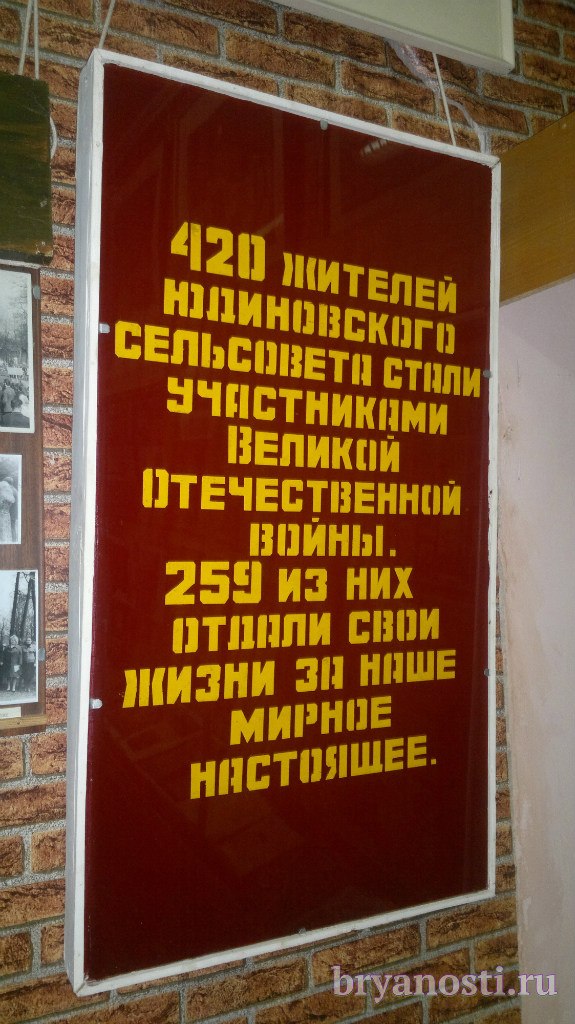 420 ЖИТЕЛЕЙ
ЮДИНОВСКОГО
СЕЛЬСОВЕТА СТАЛИ
УЧАСТНИКАМИ
ВЕЛИКОЙ
ОТЕЧЕСТВЕННОЙ
ВОЙНЫ.
259 ИЗ НИХ
ОТДАЛИ СВОИ
ЖИЗНИ ЗА НАШЕ
МИРНОЕ
НАСТОЯЩЕЕ.
bryanosti.ru